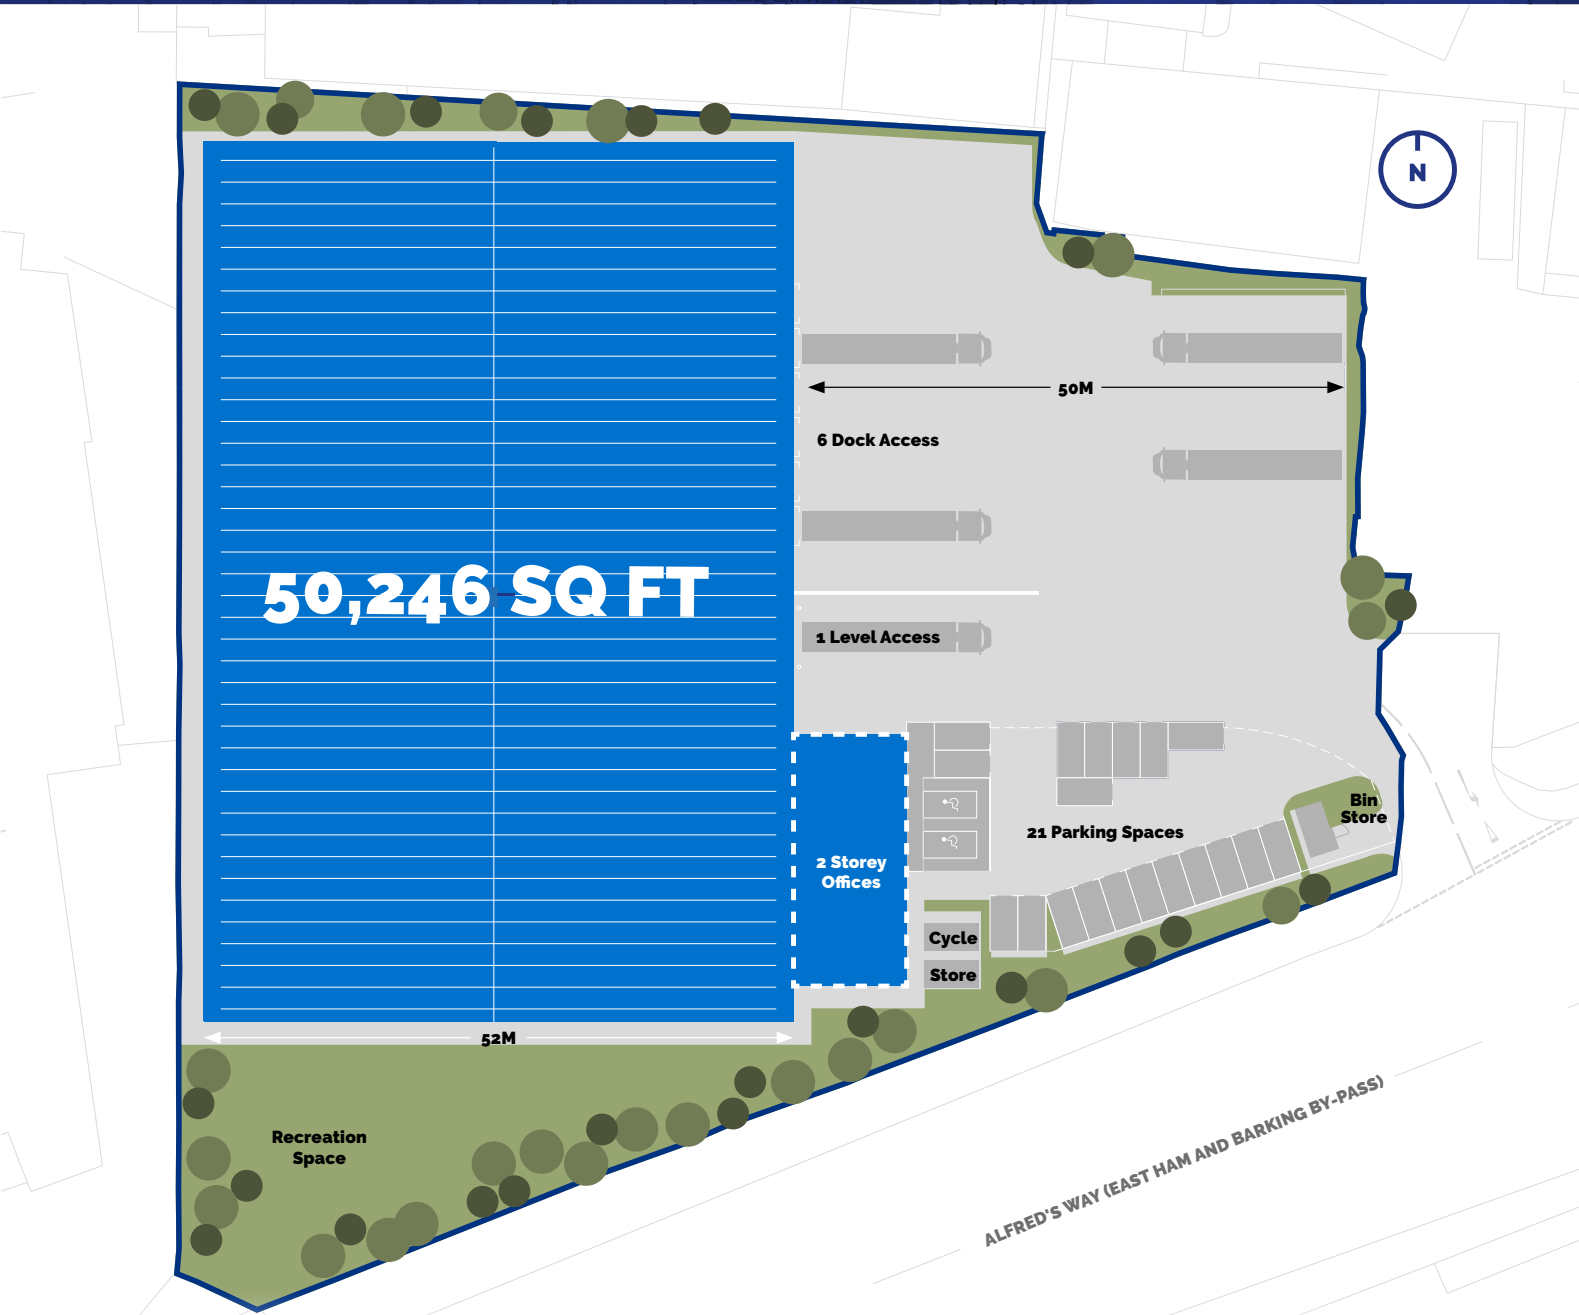 N
50M
6 Dock Access
50,246 SQ FT
1 Level Access
Bin
Store
21 Parking Spaces
2 Storey
Offices
Cycle
Store
52M
Recreation
Space
ALFRED'S WAY (EAST HAM AND BARKING BY-PASS)